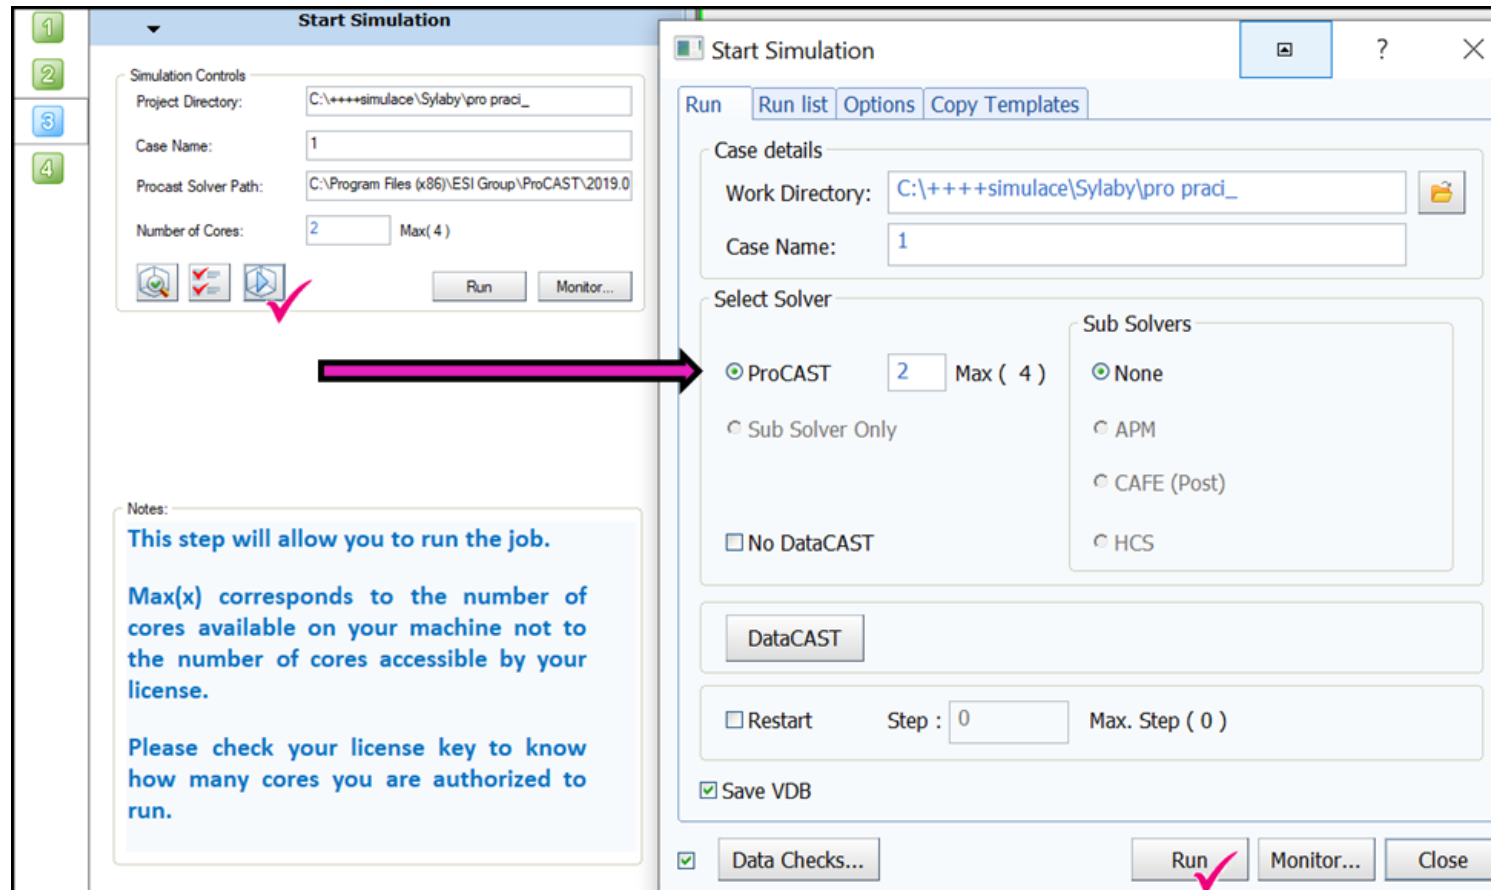 1
2
3
4
Start Simulation
Simulation Controls
Project Directory: C:\++++simulace\Sylaby\pro praci_
Case Name: 1
Procast Solver Path: C:\Program Files (x86)\ESI Group\ProCAST\2019.0
Number of Cores: 2 Max( 4 )
Run Monitor...
Notes:
This step will allow you to run the job.
Max(x) corresponds to the number of
cores available on your machine not to
the number of cores accessible by your
license.
Please check your license key to know
how many cores you are authorized to
run.
Start Simulation ?
Run Run list Options Copy Templates
Case details
Work Directory: C:\++++simulace\Sylaby\pro praci_
Case Name: 1
Select Solver
Sub Solvers
ProCAST 2 Max ( 4 ) None
Sub Solver Only APM
CAFE (Post)
No DataCAST HCS
DataCAST
Restart Step : 0 Max. Step ( 0 )
Save VDB
Data Checks... Run Monitor... Close